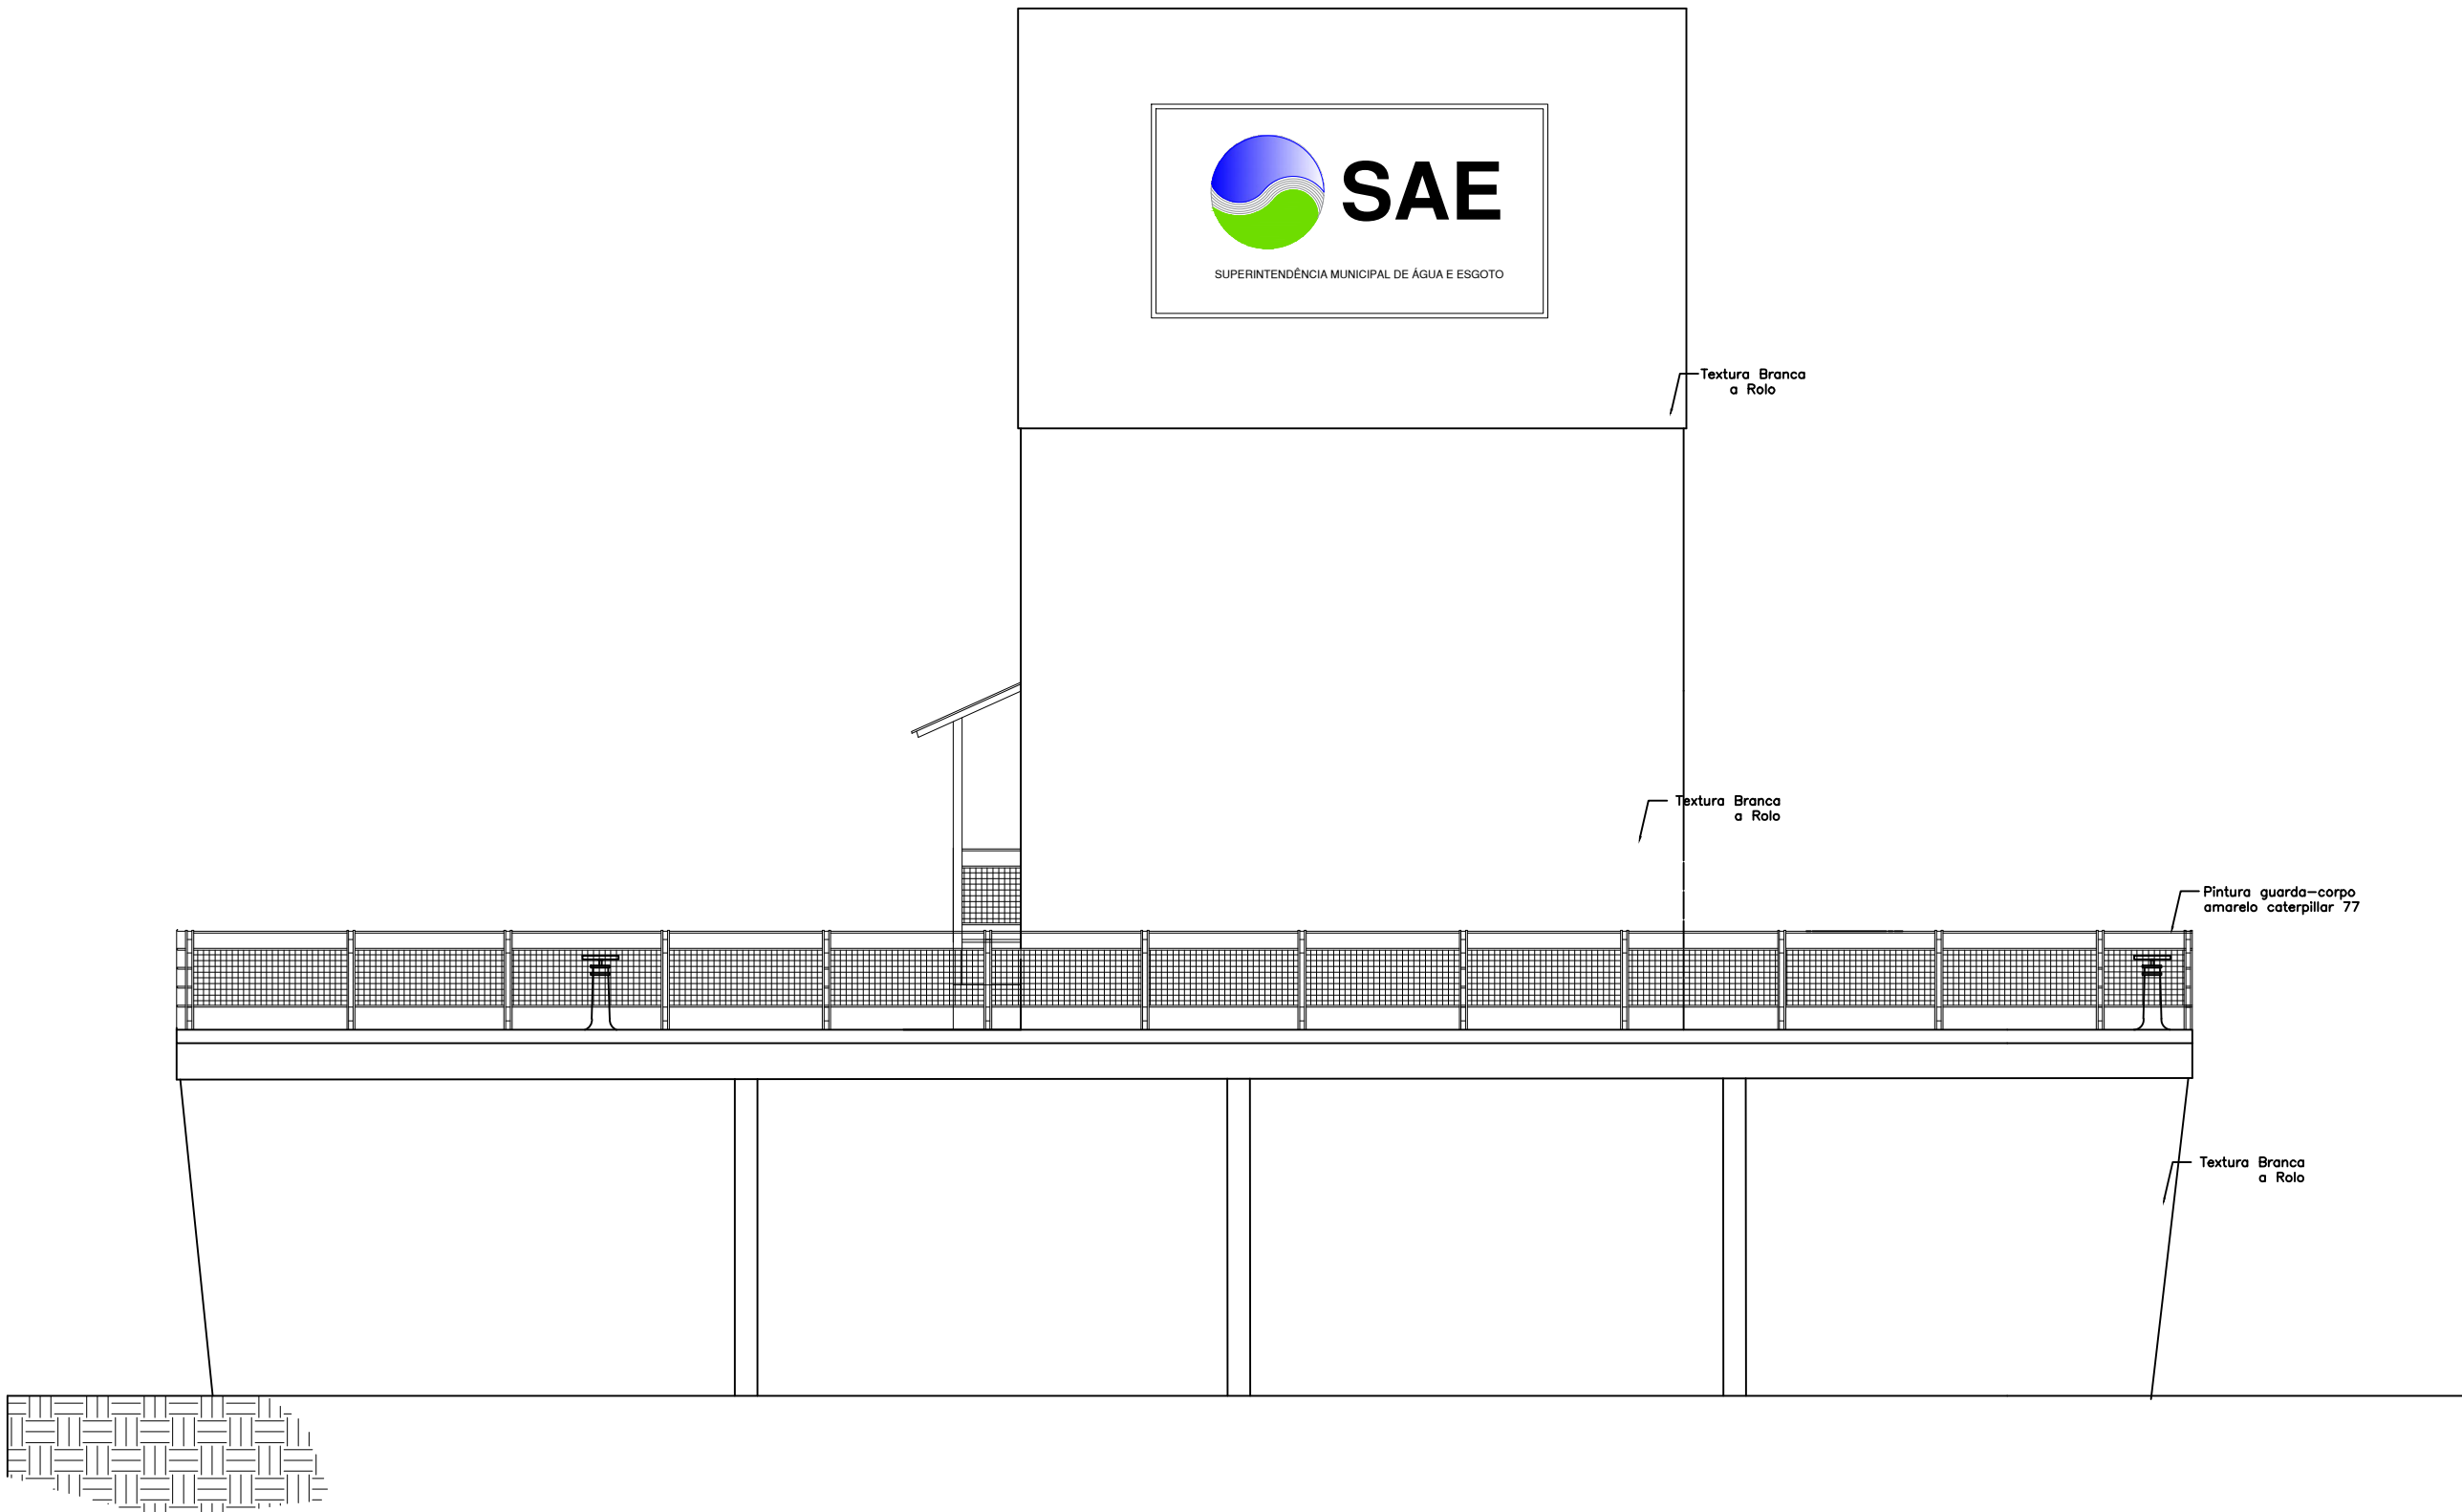 SAE
SUPERINTENDÊNCIA MUNICIPAL DE ÁGUA E ESGOTO
Textura Branca
a Rolo
Textura Branca
a Rolo
Pintura guarda-corpo
amarelo caterpillar 77
Textura Branca
a Rolo